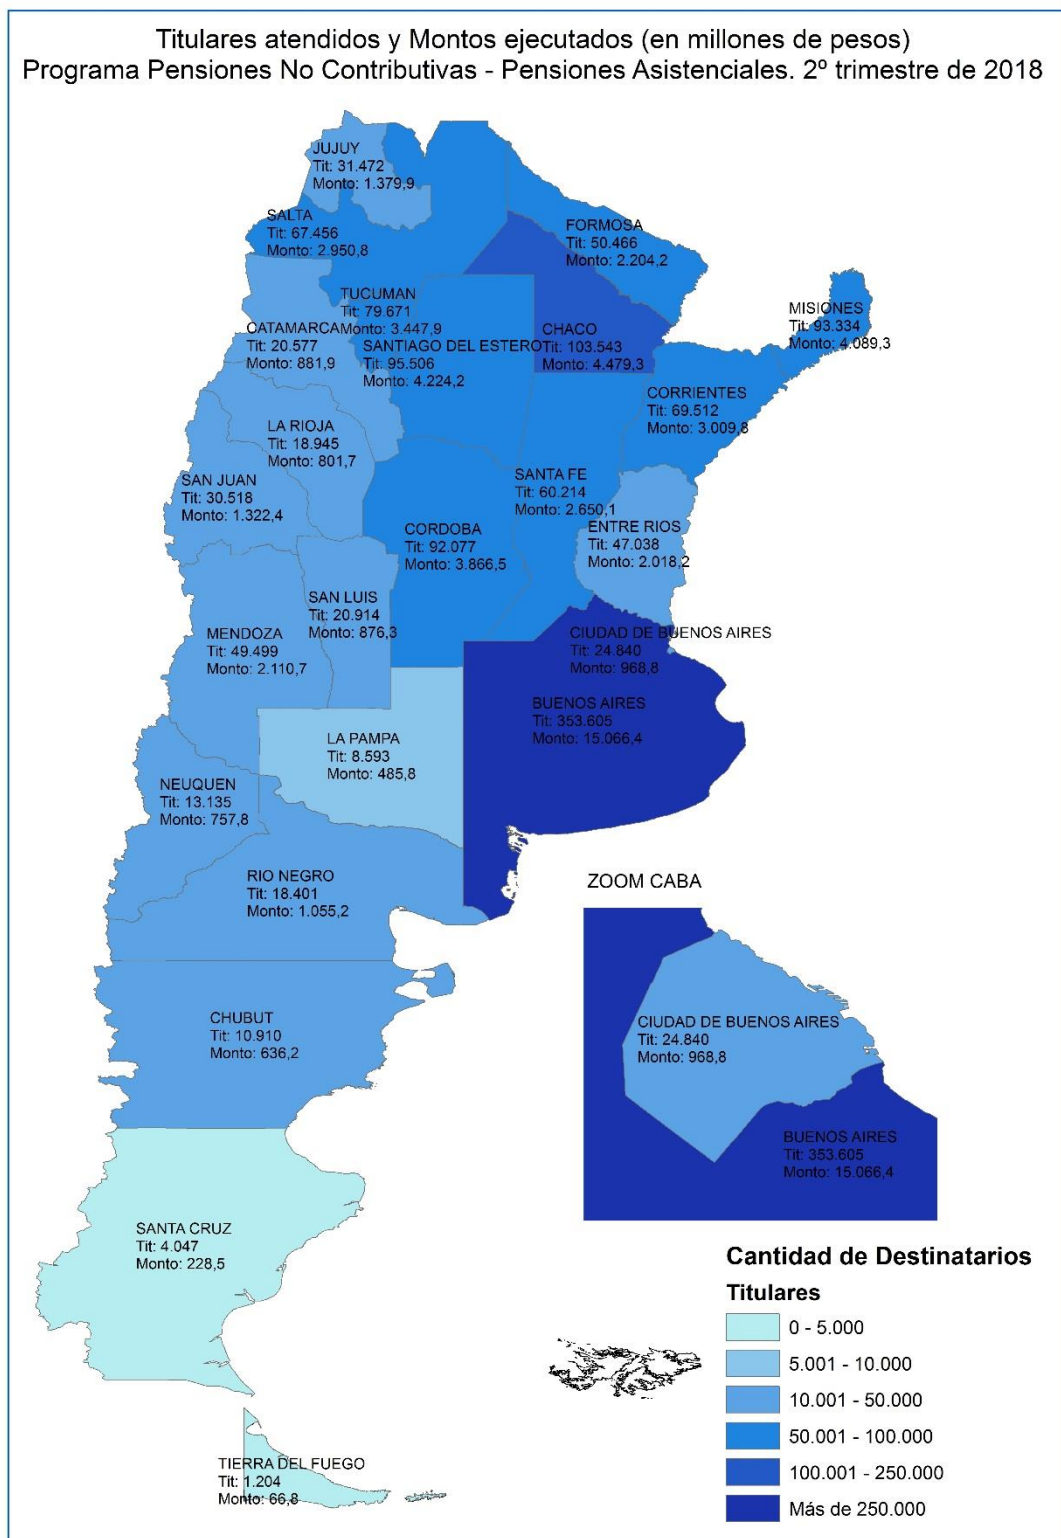 Titulares atendidos y Montos ejecutados (en millones de pesos)
Programa Pensiones No Contributivas - Pensiones Asistenciales. 2º trimestre de 2018
JUJUY
Tit: 31.472
Monto: 1.379,9
SALTA
Tit: 67.456
Monto: 2.950,8
FORMOSA
Tit: 50.466
Monto: 2.204,2
TUCUMAN
Tit: 79.671
Monto: 3.447,9
MISIONES
Tit: 93.334
Monto: 4.089,3
CATAMARCA
Tit: 20.577
Monto: 881,9
SANTIAGO DEL ESTERO
Tit: 95.506
Monto: 4.224,2
CHACO
Tit: 103.543
Monto: 4.479,3
CORRIENTES
Tit: 69.512
Monto: 3.009,8
LA RIOJA
Tit: 18.945
Monto: 801,7
SAN JUAN
Tit: 30.518
Monto: 1.322,4
SANTA FE
Tit: 60.214
Monto: 2.650,1
CORDOBA
Tit: 92.077
Monto: 3.866,5
ENTRE RIOS
Tit: 47.038
Monto: 2.018,2
SAN LUIS
Tit: 20.914
Monto: 876,3
MENDOZA
Tit: 49.499
Monto: 2.110,7
CIUDAD DE BUENOS AIRES
Tit: 24.840
Monto: 968,8
BUENOS AIRES
Tit: 353.605
Monto: 15.066,4
LA PAMPA
Tit: 8.593
Monto: 485,8
NEUQUEN
Tit: 13.135
Monto: 757,8
RIO NEGRO
Tit: 18.401
Monto: 1.055,2
ZOOM CABA
CHUBUT
Tit: 10.910
Monto: 636,2
CIUDAD DE BUENOS AIRES
Tit: 24.840
Monto: 968,8
BUENOS AIRES
Tit: 353.605
Monto: 15.066,4
SANTA CRUZ
Tit: 4.047
Monto: 228,5
TIERRA DEL FUEGO
Tit: 1.204
Monto: 66,8
Cantidad de Destinatarios
Titulares
0 - 5.000
5.001 - 10.000
10.001 - 50.000
50.001 - 100.000
100.001 - 250.000
Más de 250.000